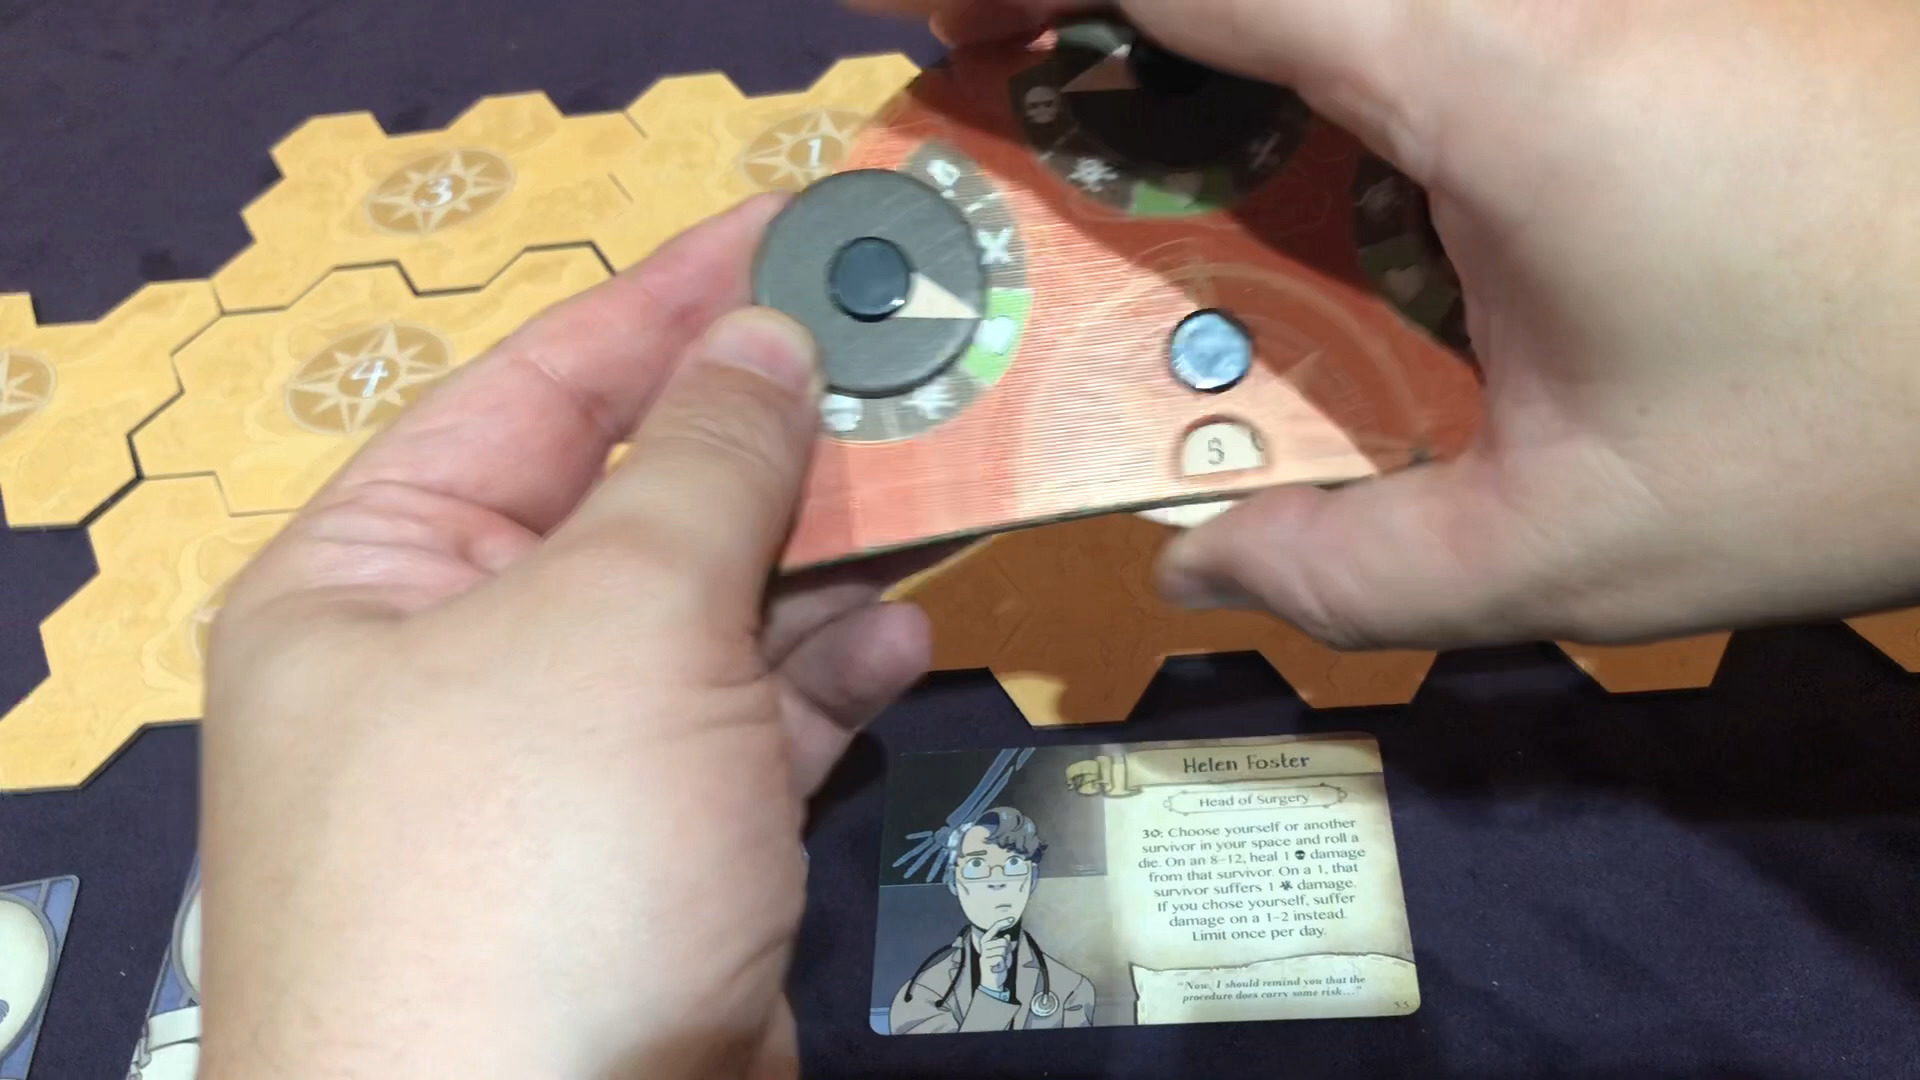 3
1
4
5
Helen Foster
Head of Surgery
30: Choose yourself or another
survivor in your space and roll a
die. On an 8–12, heal 1 damage
from that survivor. On a 1, that
survivor suffers 1 damage.
If you chose yourself, suffer
damage on a 1–2 instead.
Limit once per day.
"Now, I should remind you that the
procedure does carry some risk..."